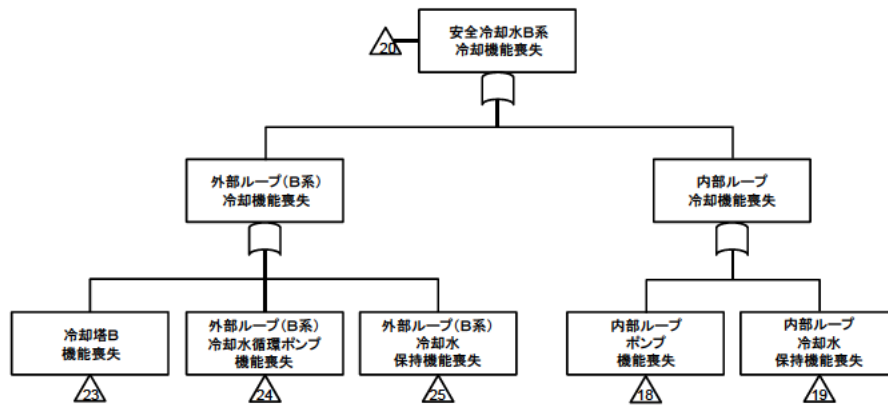 安全冷却水B系
冷却機能喪失
20
外部ループ(B系)
冷却機能喪失
内部ループ
冷却機能喪失
冷却塔B
機能喪失
外部ループ(B系)
冷却水循環ポンプ
機能喪失
外部ループ(B系)
冷却水
保持機能喪失
内部ループ
ポンプ
機能喪失
内部ループ
冷却水
保持機能喪失
23
24
25
18
19